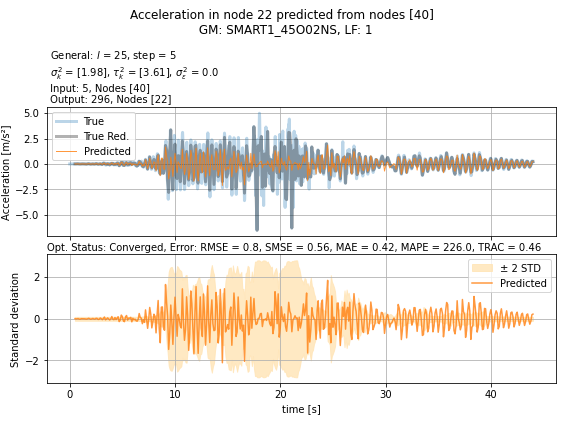 Acceleration in node 22 predicted from nodes [40]
GM: SMART1_45O02NS, LF: 1
General: l = 25, step = 5
σ²ₖ = [1.98], τ²ₖ = [3.61], σ²ε = 0.0
Input: 5, Nodes [40]
Output: 296, Nodes [22]
Acceleration [m/s²]
5.0
2.5
0.0
−2.5
−5.0
True
True Red.
Predicted
Opt. Status: Converged, Error: RMSE = 0.8, SMSE = 0.56, MAE = 0.42, MAPE = 226.0, TRAC = 0.46
Standard deviation
2
0
−2
± 2 STD
Predicted
0 10 20 30 40
time [s]